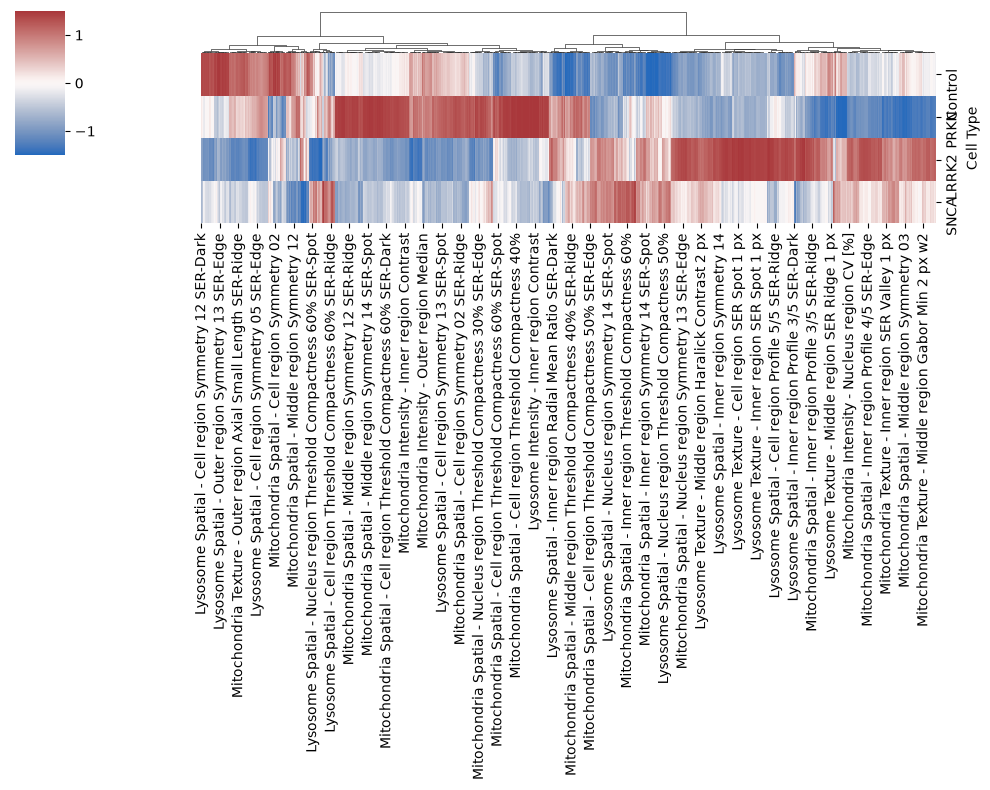 1
0
−1
Control
PRKN
LRRK2
SNCA
Cell Type
Lysosome Spatial - Cell region Symmetry 12 SER-Dark
Lysosome Spatial - Outer region Symmetry 13 SER-Edge
Mitochondria Texture - Outer region Axial Small Length SER-Ridge
Lysosome Spatial - Cell region Symmetry 05 SER-Edge
Mitochondria Spatial - Cell region Symmetry 02
Mitochondria Spatial - Middle region Symmetry 12
Lysosome Spatial - Nucleus region Threshold Compactness 60% SER-Spot
Lysosome Spatial - Cell region Threshold Compactness 60% SER-Ridge
Mitochondria Spatial - Middle region Symmetry 12 SER-Ridge
Mitochondria Spatial - Middle region Symmetry 14 SER-Spot
Mitochondria Spatial - Cell region Threshold Compactness 60% SER-Dark
Mitochondria Intensity - Inner region Contrast
Mitochondria Intensity - Outer region Median
Lysosome Spatial - Cell region Symmetry 13 SER-Spot
Mitochondria Spatial - Cell region Symmetry 02 SER-Ridge
Mitochondria Spatial - Nucleus region Threshold Compactness 30% SER-Edge
Mitochondria Spatial - Cell region Threshold Compactness 60% SER-Spot
Mitochondria Spatial - Cell region Threshold Compactness 40%
Lysosome Intensity - Inner region Contrast
Lysosome Spatial - Inner region Radial Mean Ratio SER-Dark
Mitochondria Spatial - Middle region Threshold Compactness 40% SER-Ridge
Mitochondria Spatial - Cell region Threshold Compactness 50% SER-Edge
Lysosome Spatial - Nucleus region Symmetry 14 SER-Spot
Mitochondria Spatial - Inner region Threshold Compactness 60%
Mitochondria Spatial - Inner region Symmetry 14 SER-Spot
Lysosome Spatial - Nucleus region Threshold Compactness 50%
Mitochondria Spatial - Nucleus region Symmetry 13 SER-Edge
Lysosome Texture - Middle region Haralick Contrast 2 px
Lysosome Spatial - Inner region Symmetry 14
Lysosome Texture - Cell region SER Spot 1 px
Lysosome Texture - Inner region SER Spot 1 px
Lysosome Spatial - Cell region Profile 5/5 SER-Edge
Lysosome Spatial - Inner region Profile 3/5 SER-Dark
Mitochondria Spatial - Inner region Profile 3/5 SER-Ridge
Lysosome Texture - Middle region SER Ridge 1 px
Mitochondria Intensity - Nucleus region CV [%]
Mitochondria Spatial - Inner region Profile 4/5 SER-Edge
Mitochondria Texture - Inner region SER Valley 1 px
Mitochondria Spatial - Middle region Symmetry 03
Mitochondria Texture - Middle region Gabor Min 2 px w2